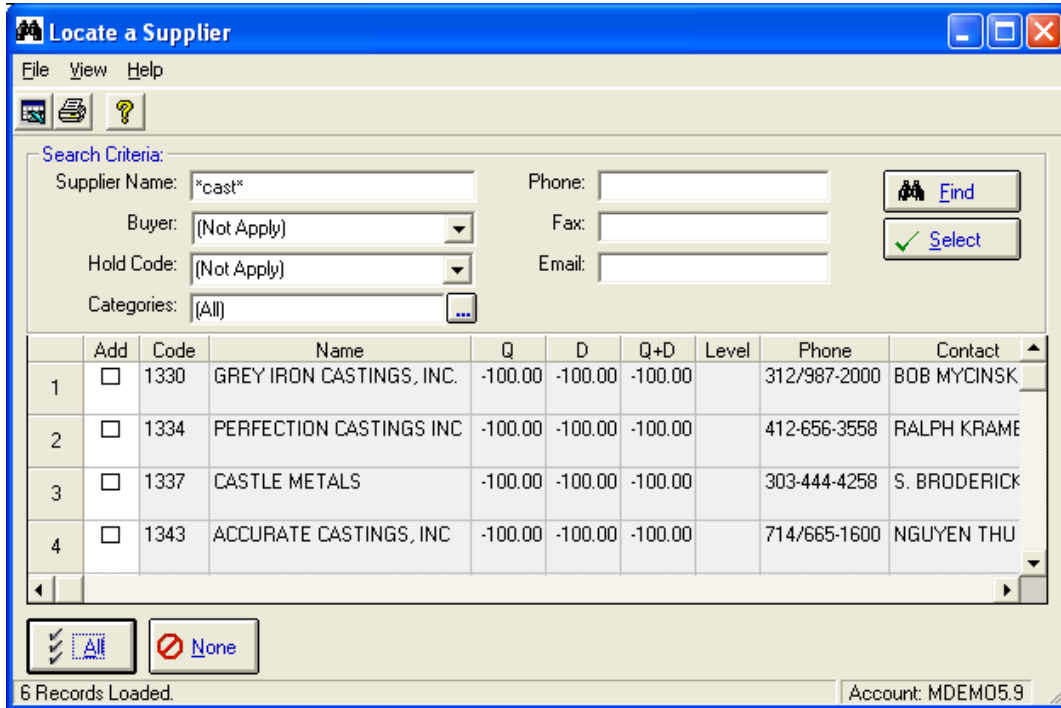 Locate a Supplier
File View Help
Search Criteria:
Supplier Name: *cast* Phone: Find
Buyer: (Not Apply) Fax: Select
Hold Code: (Not Apply) Email:
Categories: (All) ...
Add Code Name Q D Q+D Level Phone Contact
1 1330 GREY IRON CASTINGS, INC. -100.00 -100.00 -100.00 312/987-2000 BOB MYCINSK
2 1334 PERFECTION CASTINGS INC -100.00 -100.00 -100.00 412-656-3558 RALPH KRAME
3 1337 CASTLE METALS -100.00 -100.00 -100.00 303-444-4258 S. BRODERICK
4 1343 ACCURATE CASTINGS, INC -100.00 -100.00 -100.00 714/665-1600 NGUYEN THU
All None
6 Records Loaded. Account: MDEMO5.9